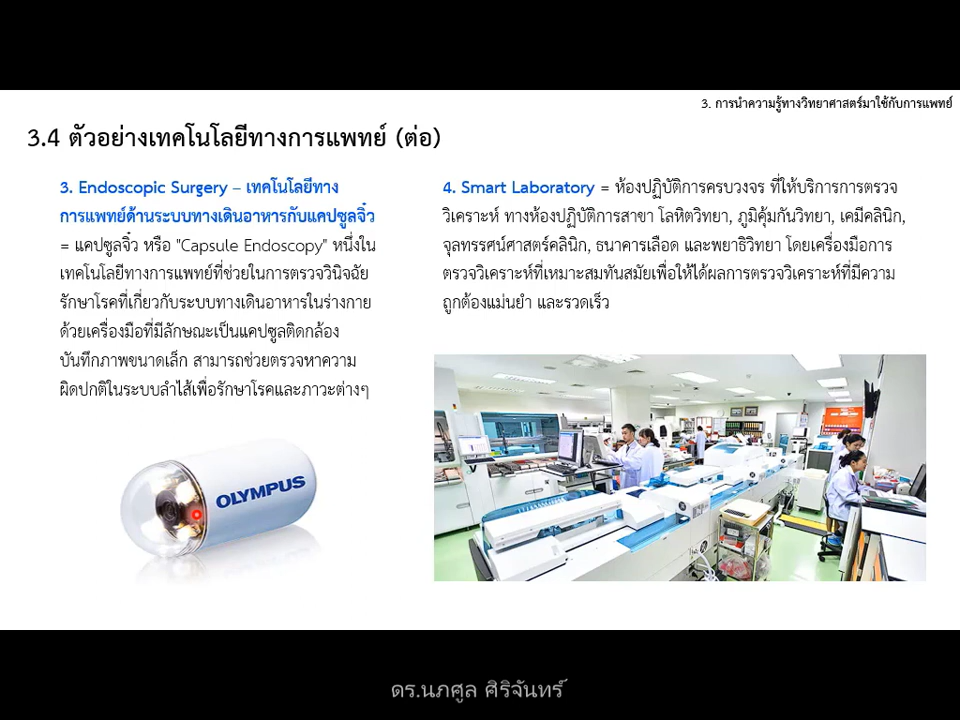 3. การนำความรู้ทางวิทยาศาสตร์มาใช้กับการแพทย์
3.4 ตัวอย่างเทคโนโลยีทางการแพทย์ (ต่อ)
3. Endoscopic Surgery – เทคโนโลยีทาง
การแพทย์ด้านระบบทางเดินอาหารกับแคปซูลจิ๋ว
= แคปซูลจิ๋ว หรือ "Capsule Endoscopy" หนึ่งใน
เทคโนโลยีทางการแพทย์ที่ช่วยในการตรวจวินิจฉัย
รักษาโรคที่เกี่ยวกับระบบทางเดินอาหารในร่างกาย
ด้วยเครื่องมือที่มีลักษณะเป็นแคปซูลติดกล้อง
บันทึกภาพขนาดเล็ก สามารถช่วยตรวจหาความ
ผิดปกติในระบบลำไส้เพื่อรักษาโรคและภาวะต่างๆ
OLYMPUS
4. Smart Laboratory = ห้องปฏิบัติการครบวงจร ที่ให้บริการการตรวจ
วิเคราะห์ ทางห้องปฏิบัติการสาขา โลหิตวิทยา, ภูมิคุ้มกันวิทยา, เคมีคลินิก,
จุลทรรศน์ศาสตร์คลินิก, ธนาคารเลือด และพยาธิวิทยา โดยเครื่องมือการ
ตรวจวิเคราะห์ที่เหมาะสมทันสมัยเพื่อให้ได้ผลการตรวจวิเคราะห์ที่มีความ
ถูกต้องแม่นยำ และรวดเร็ว
ดร.นภศูล ศิริจันทร์